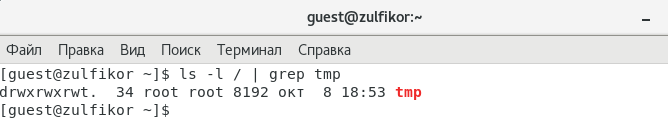 guest@zulfikor:~
Файл Правка Вид Поиск Терминал Справка
[guest@zulfikor ~]$ ls -l / | grep tmp
drwxrwxrwt.  34 root root 8192 окт  8 18:53 tmp
[guest@zulfikor ~]$